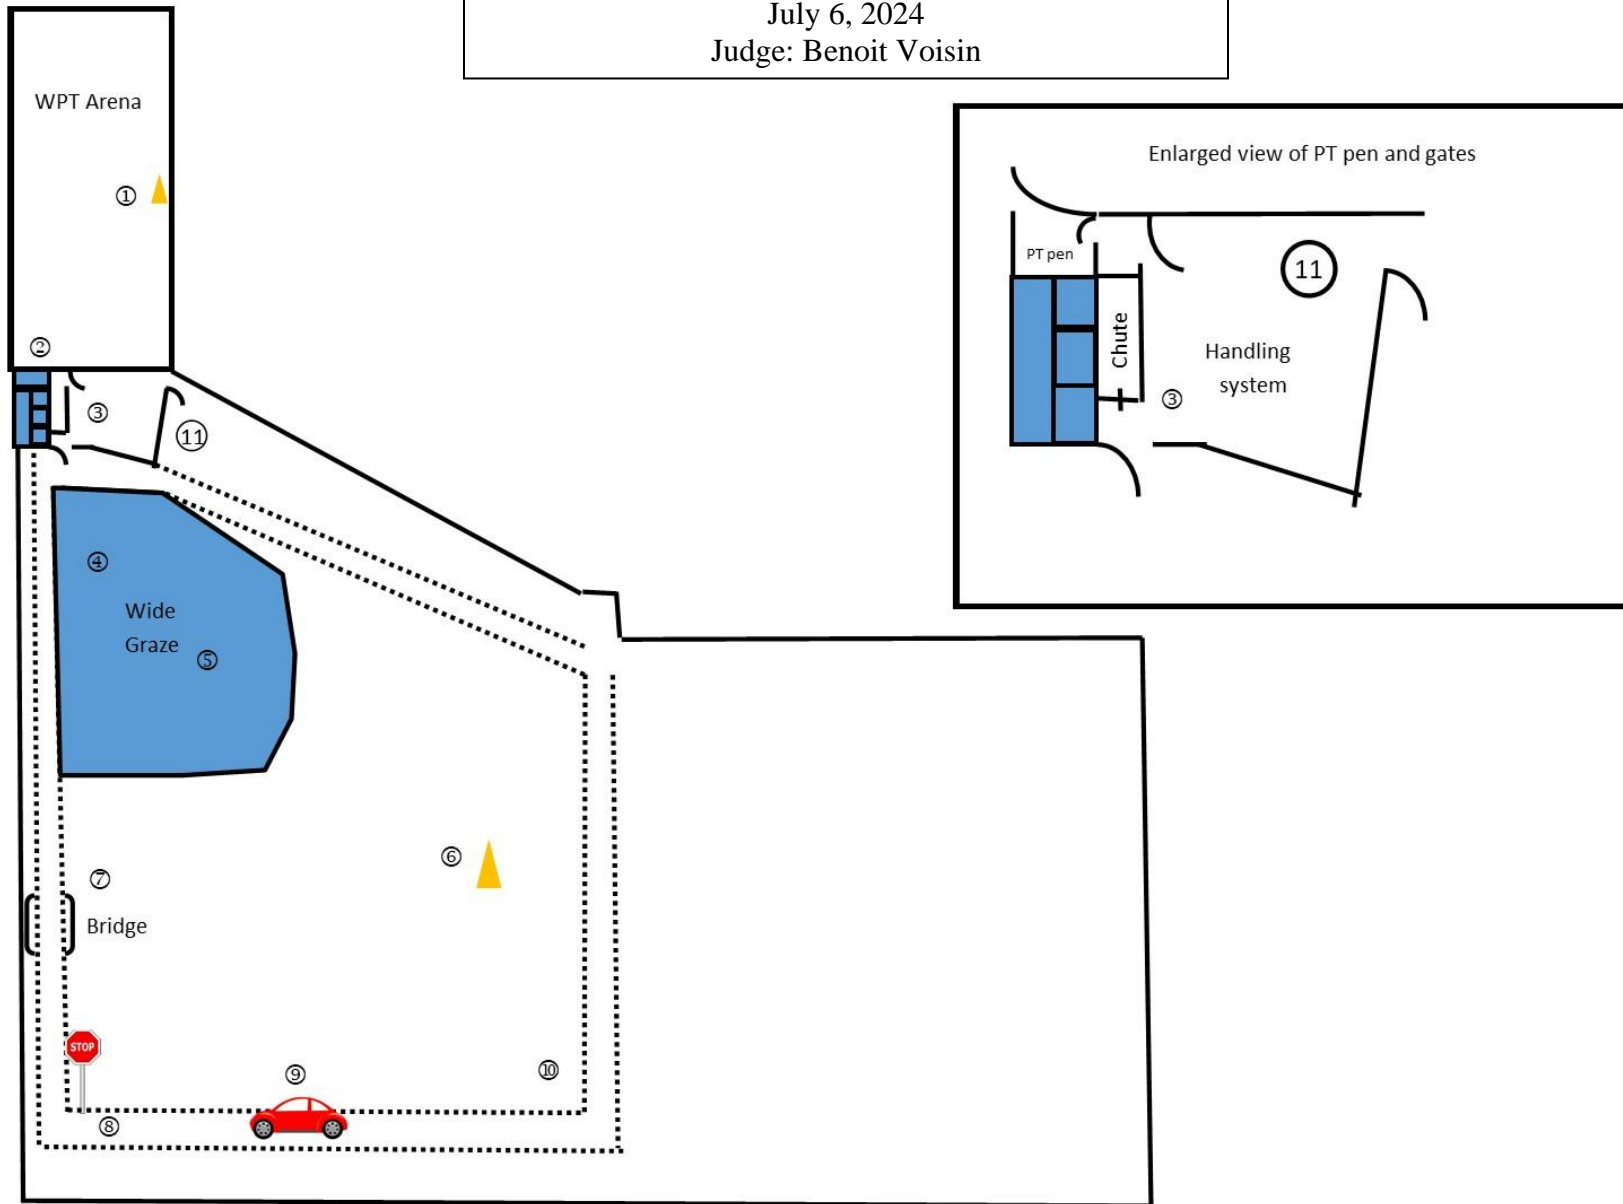 July 6, 2024
Judge: Benoit Voisin
WPT Arena
①
②
③
⑪
④
Wide
Graze
⑤
⑥
⑦
Bridge
STOP
⑧
⑨
⑩
Enlarged view of PT pen and gates
PT pen
⑪
Chute
Handling
system
③